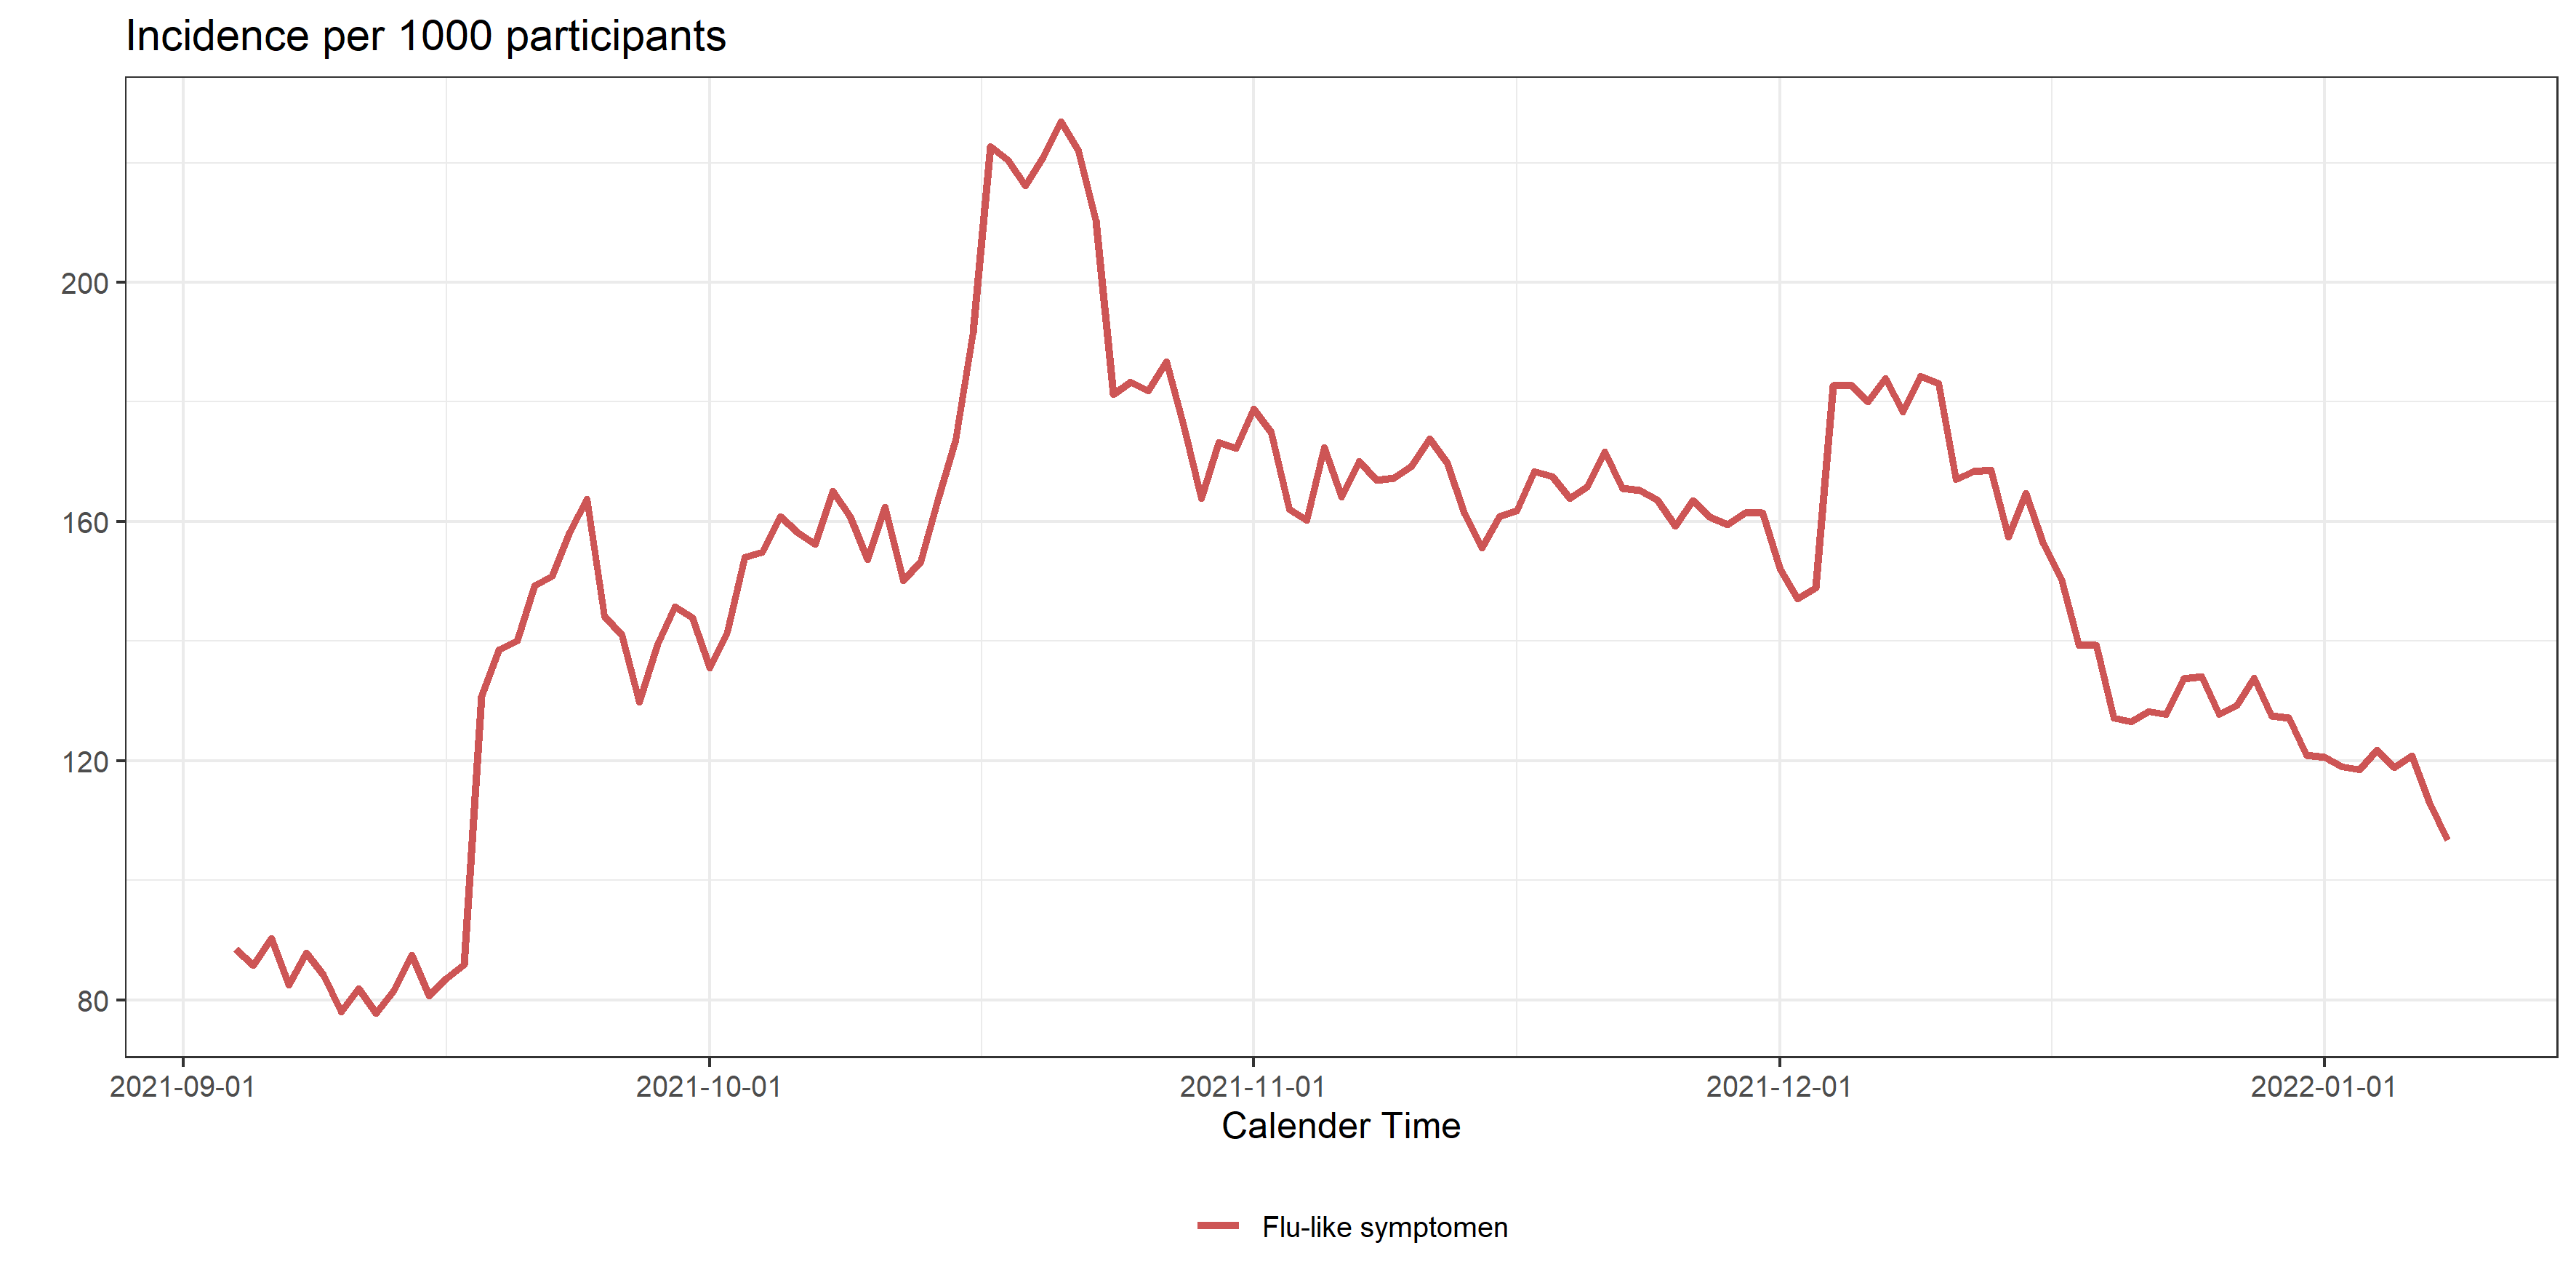 Incidence per 1000 participants
200
160
120
80
2021-09-01 2021-10-01 2021-11-01 2021-12-01 2022-01-01
Calender Time
Flu-like symptomen